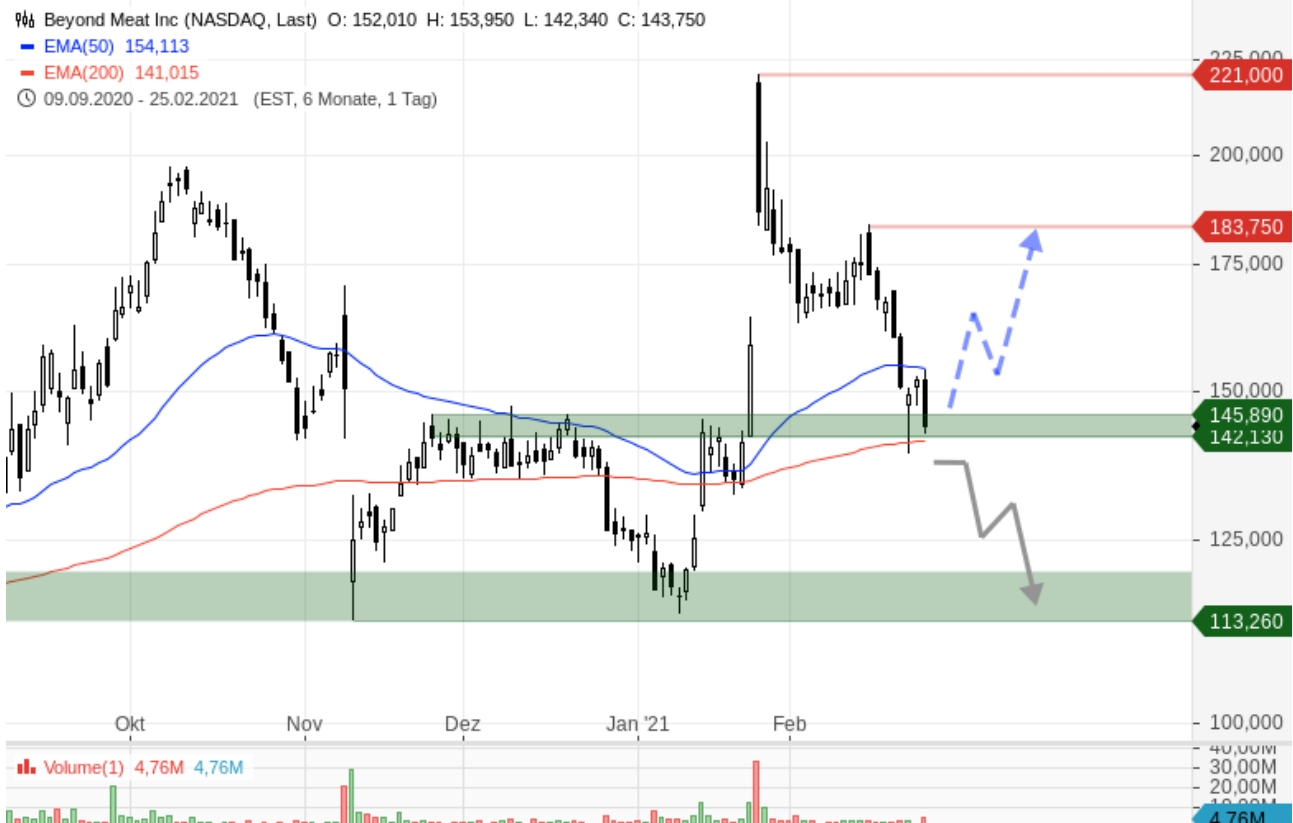 Beyond Meat Inc (NASDAQ, Last) O: 152,010 H: 153,950 L: 142,340 C: 143,750
EMA(50) 154,113
EMA(200) 141,015
09.09.2020 - 25.02.2021 (EST, 6 Monate, 1 Tag)
225,000
221,000
200,000
183,750
175,000
150,000
145,890
142,130
125,000
113,260
100,000
Okt Nov Dez Jan '21 Feb
Volume(1) 4,76M 4,76M
40,00M
30,00M
20,00M
10,00M
4,76M